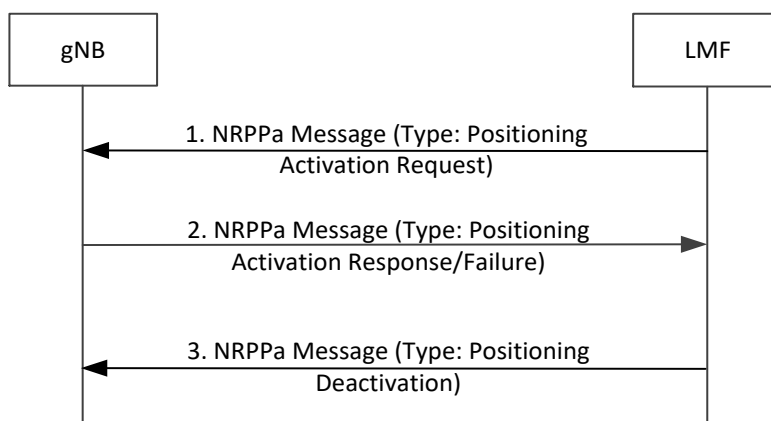 gNB
LMF
1. NRPPa Message (Type: Positioning
Activation Request)
2. NRPPa Message (Type: Positioning
Activation Response/Failure)
3. NRPPa Message (Type: Positioning
Deactivation)